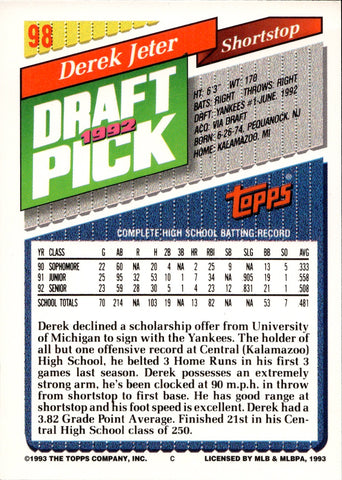 98
Derek Jeter
Shortstop
DRAFT
1992
PICK
HT: 6'3" WT: 178
BATS: RIGHT THROWS: RIGHT
DRFT: YANKEES #1-JUNE, 1992
ACQ: VIA DRAFT
BORN: 6-26-74, PEQUANOCK, NJ
HOME: KALAMAZOO, MI
Topps
COMPLETE HIGH SCHOOL BATTING RECORD
YR CLASS G AB R H 2B 3B HR RBI SB SLG BB SO AVG
90 SOPHOMORE 22 60 NA 20 4 NA 2 25 9 NA 13 5 .333
91 JUNIOR 25 95 32 53 10 1 7 34 NA .905 19 1 .558
92 SENIOR 23 59 28 30 5 NA 4 23 12 .831 21 1 .508
SCHOOL TOTALS 70 214 NA 103 19 NA 13 82 NA NA 53 7 .481
Derek declined a scholarship offer from University
of Michigan to sign with the Yankees. The holder of
all but one offensive record at Central (Kalamazoo)
High School, he belted 3 Home Runs in his first 3
games last season. Derek possesses an extremely
strong arm, he's been clocked at 90 m.p.h. in throw
from shortstop to first base. He has good range at
shortstop and his foot speed is excellent. Derek had a
3.82 Grade Point Average. Finished 21st in his Cen-
tral High School class of 250.
©1993 THE TOPPS COMPANY, INC. C LICENSED BY MLB & MLBPA, 1993